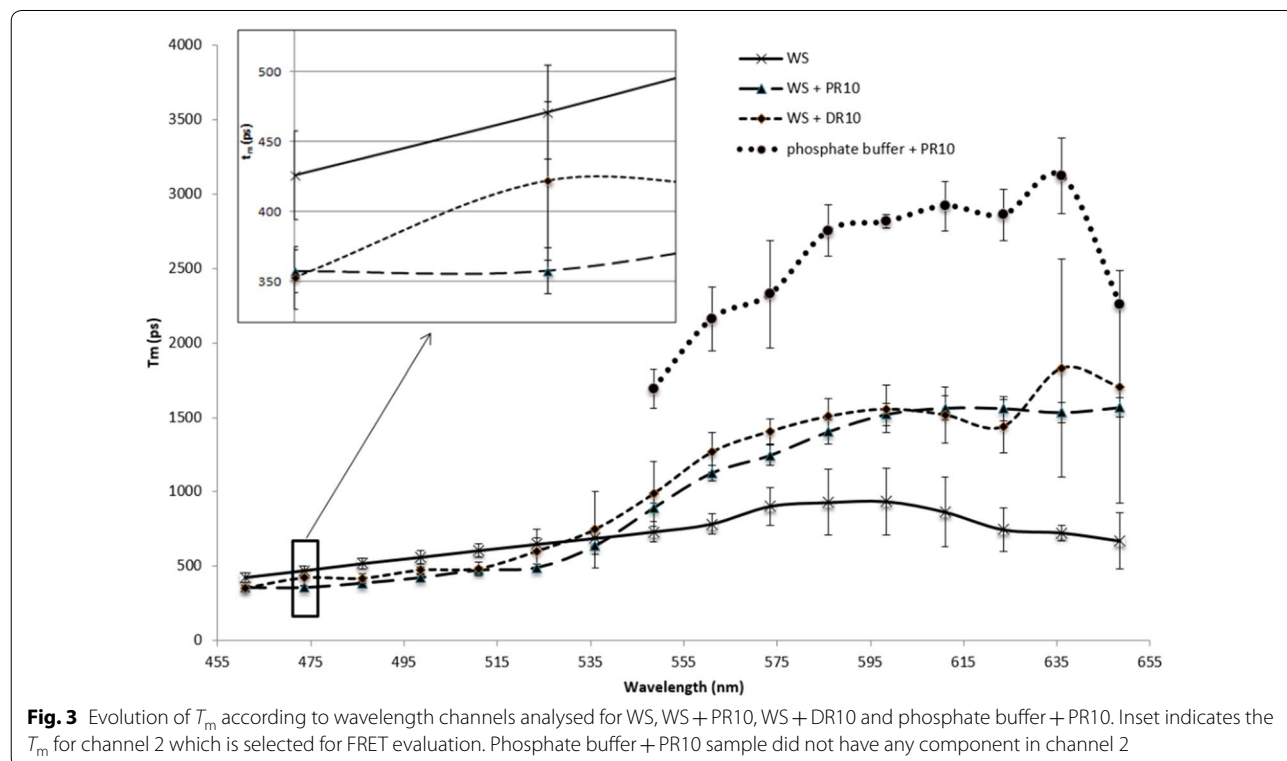 4000
3500
3000
2500
2000
1500
1000
500
0
Tm (ps)
500
450
400
350
tm (ps)
WS
WS + PR10
WS + DR10
phosphate buffer + PR10
455 475 495 515 535 555 575 595 615 635 655
Wavelength (nm)
Fig. 3 Evolution of Tm according to wavelength channels analysed for WS, WS + PR10, WS + DR10 and phosphate buffer + PR10. Inset indicates the
Tm for channel 2 which is selected for FRET evaluation. Phosphate buffer + PR10 sample did not have any component in channel 2